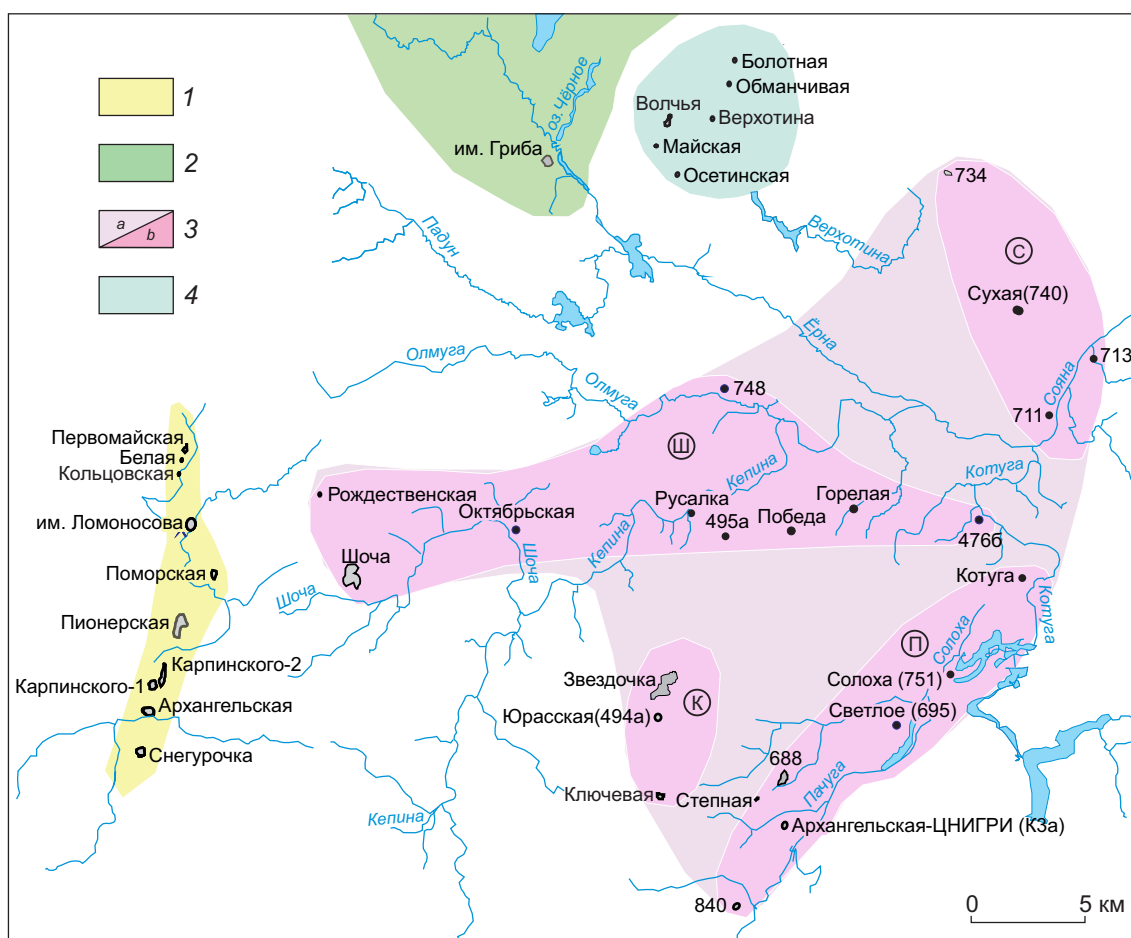 1
2
a
b
3
4
оз. Чёрное
им. Гриба
Болотная
Обманчивая
Волчья
Верхотина
Майская
Осетинская
734
Падун
Верхотина
С
Сухая(740)
Ёрна
713
Сояна
711
Олмуга
Олмуга
748
Ш
Котуга
Первомайская
Белая
Кольцовская
Рождественская
Октябрьская
Кепина
Русалка
Горелая
им. Ломоносова
495а
Победа
476б
Кепина
Шоча
Шоча
Поморская
Шоча
Котуга
Котуга
Пионерская
П
Солоха
Карпинского-2
Карпинского-1
Звездочка
К
Солоха (751)
Архангельская
Юрасская(494а)
Светлое (695)
Снегурочка
688
Ключевая
Степная
Пачуга
Кепина
Архангельская-ЦНИГРИ (К3а)
840
0
5 км